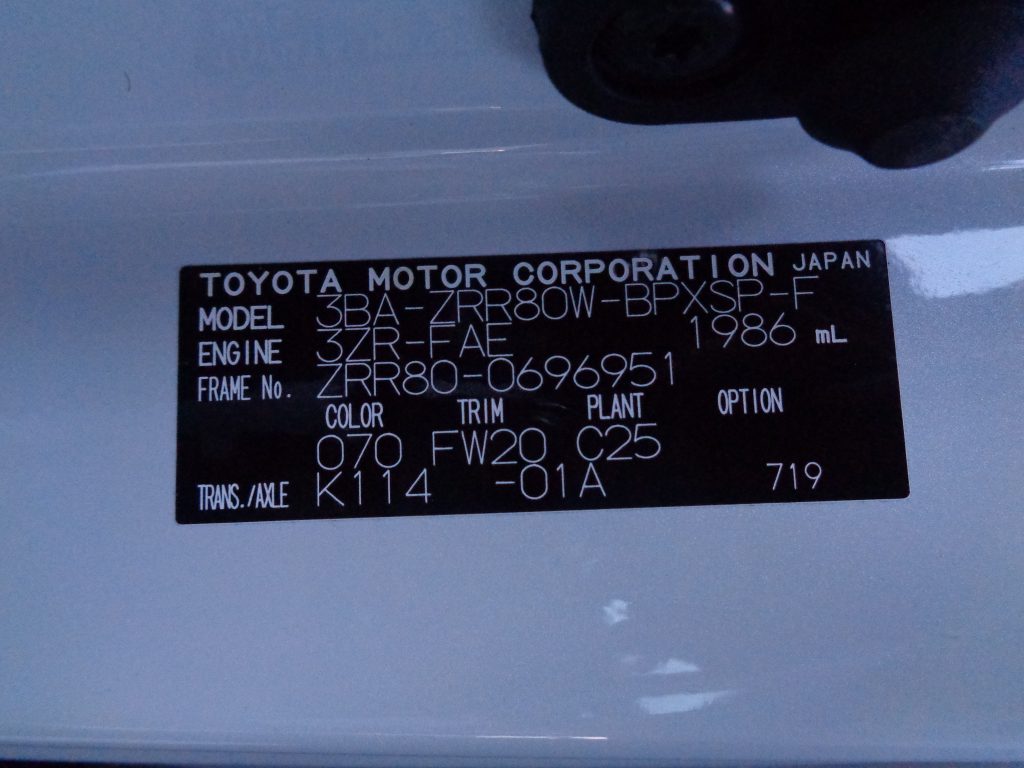 TOYOTA MOTOR CORPORATION JAPAN
MODEL 3BA-ZRR80W-BPXSP-F
ENGINE 3ZR-FAE 1986 mL
FRAME No. ZRR80-0696951
COLOR TRIM PLANT OPTION
070 FW20 C25
TRANS./AXLE K114 -01A 719